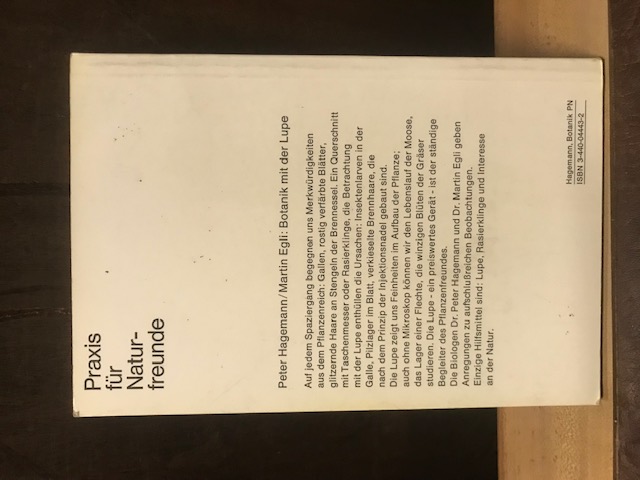 Praxis
für
Natur-
freunde
Peter Hagemann/Martin Egli: Botanik mit der Lupe
Auf jedem Spaziergang begegnen uns Merkwürdigkeiten
aus dem Pflanzenreich: Gallen, rostig verfärbte Blätter,
glitzernde Haare an Stengeln der Brennessel. Ein Querschnitt
mit Taschenmesser oder Rasierklinge, die Betrachtung
mit der Lupe enthüllen die Ursachen: Insektenlarven in der
Galle, Pilzlager im Blatt, verkieselte Brennhaare, die
nach dem Prinzip der Injektionsnadel gebaut sind.
Die Lupe zeigt uns Feinheiten im Aufbau der Pflanze;
auch ohne Mikroskop können wir den Lebenslauf der Moose,
das Lager einer Flechte, die winzigen Blüten der Gräser
studieren. Die Lupe - ein preiswertes Gerät - ist der ständige
Begleiter des Pflanzenfreundes.
Die Biologen Dr. Peter Hagemann und Dr. Martin Egli geben
Anregungen zu aufschlußreichen Beobachtungen.
Einzige Hilfsmittel sind: Lupe, Rasierklinge und Interesse
an der Natur.
Hagemann, Botanik PN
ISBN 3-440-04443-2